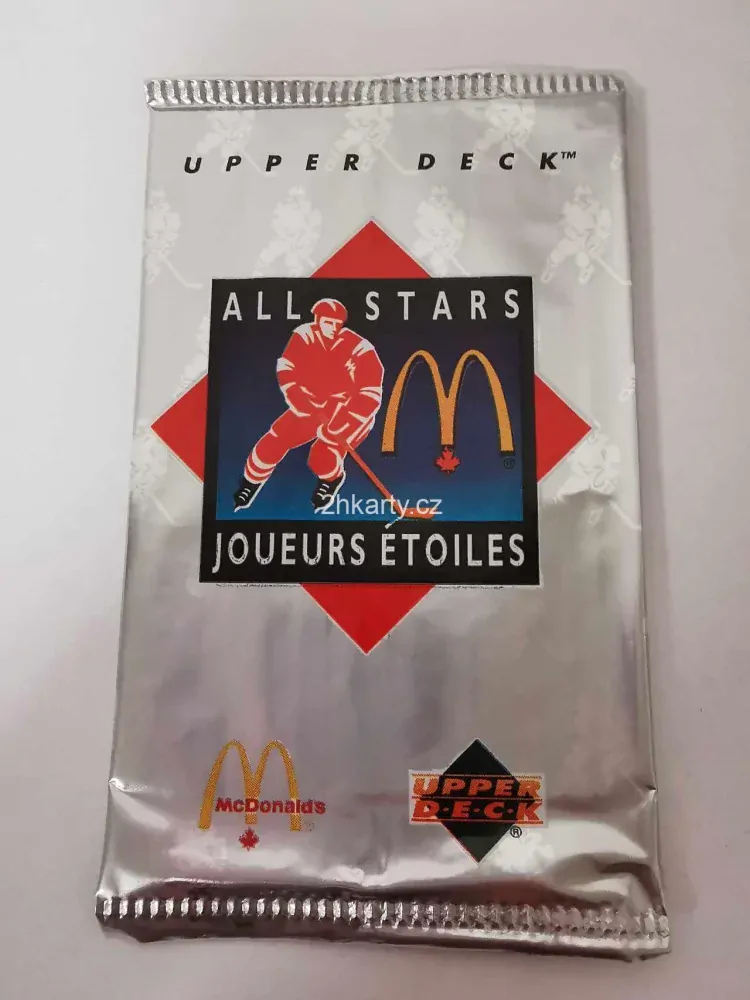 UPPER DECK™
ALL STARS
M
®
2hkarty.cz
JOUEURS ÉTOILES
McDonald's
UPPER
D·E·C·K
®